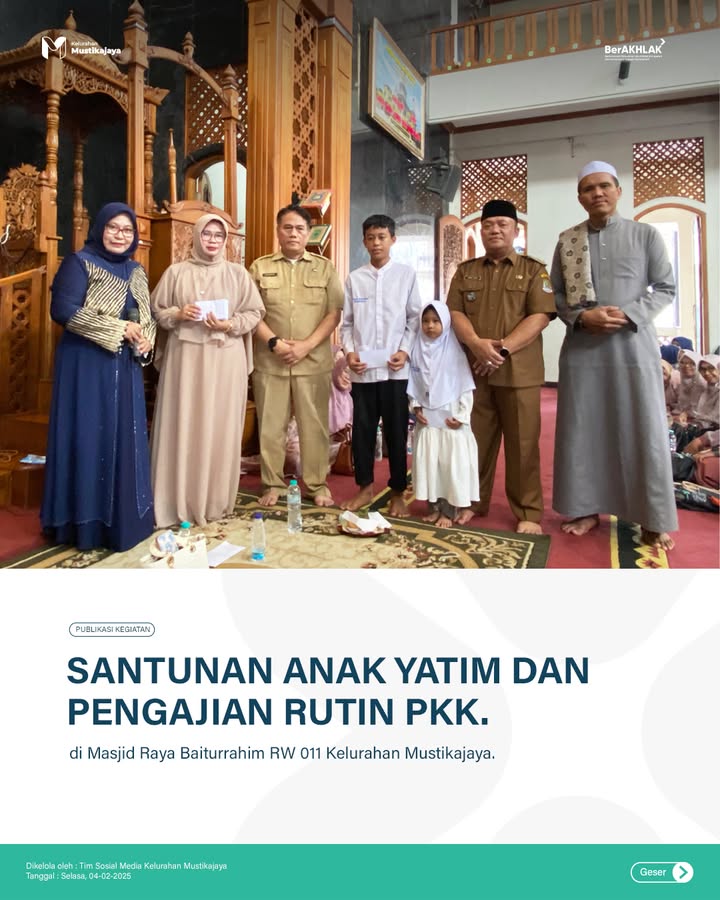 Kelurahan
Mustikajaya
BerAKHLAK
PUBLIKASI KEGIATAN
SANTUNAN ANAK YATIM DAN
PENGAJIAN RUTIN PKK.
di Masjid Raya Baiturrahim RW 011 Kelurahan Mustikajaya.
Dikelola oleh : Tim Sosial Media Kelurahan Mustikajaya
Tanggal : Selasa, 04-02-2025
Geser